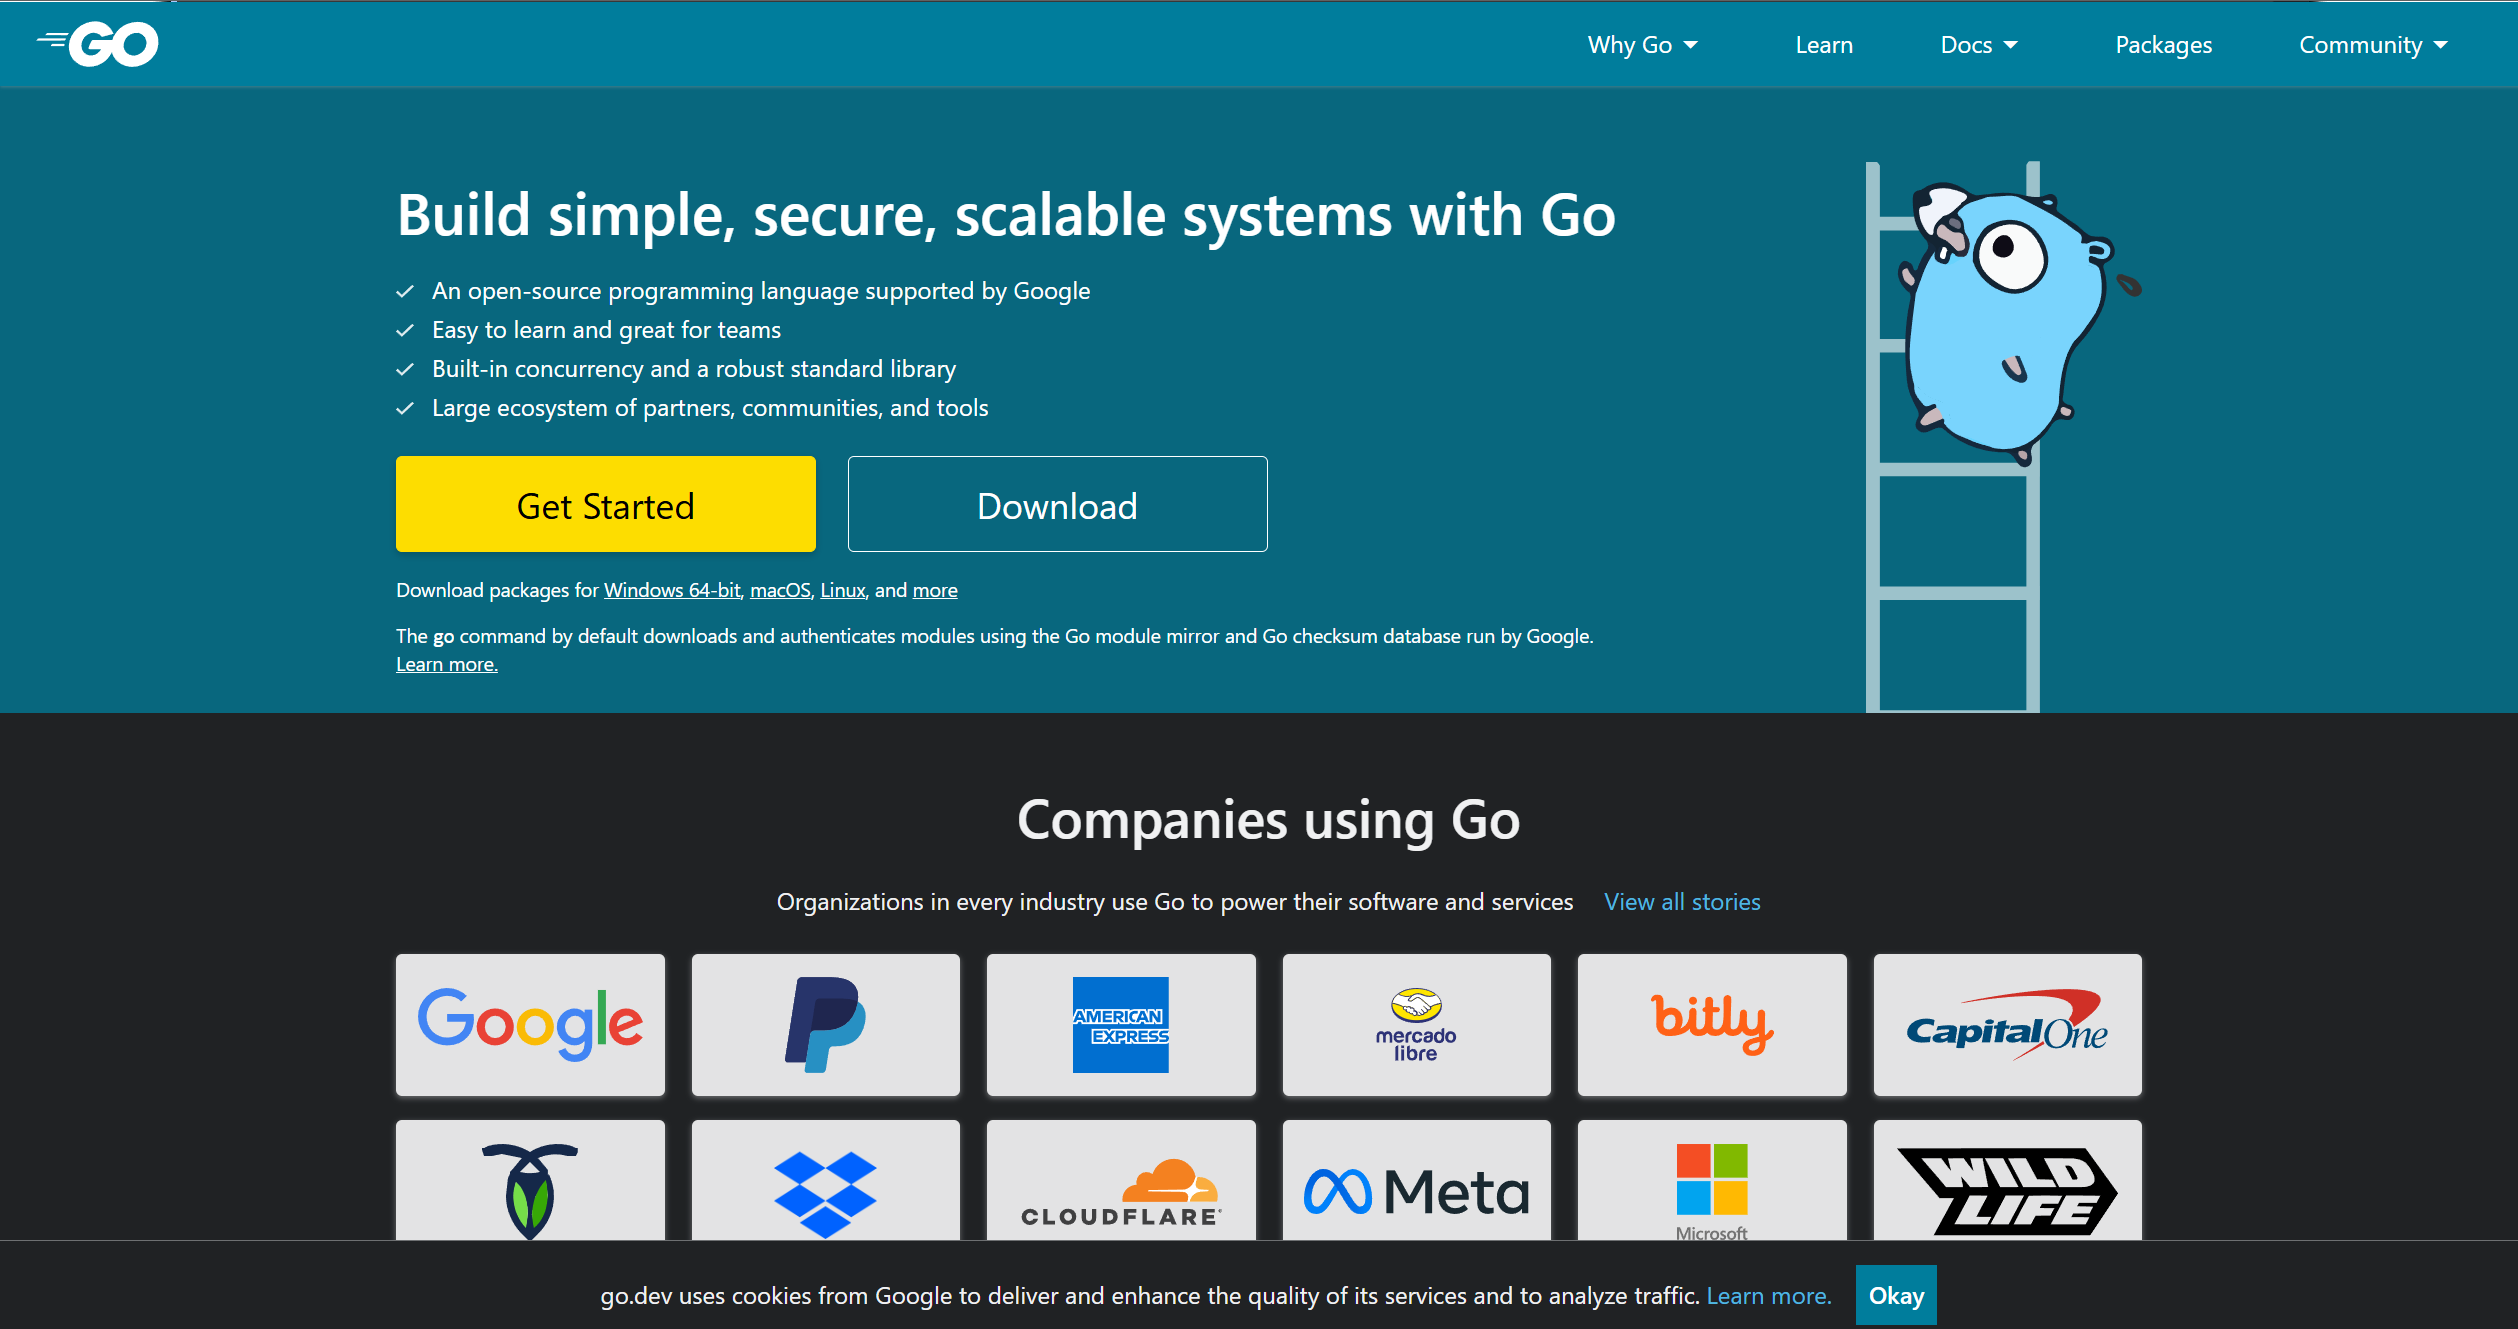 GO
Why Go
Learn
Docs
Packages
Community
Build simple, secure, scalable systems with Go
An open-source programming language supported by Google
Easy to learn and great for teams
Built-in concurrency and a robust standard library
Large ecosystem of partners, communities, and tools
Get Started
Download
Download packages for Windows 64-bit, macOS, Linux, and more
The go command by default downloads and authenticates modules using the Go module mirror and Go checksum database run by Google.
Learn more.
Companies using Go
Organizations in every industry use Go to power their software and services View all stories
Google
AMERICAN
EXPRESS
mercado
libre
bitly
CapitalOne
CLOUDFLARE
Meta
Microsoft
WILD
LIFE
go.dev uses cookies from Google to deliver and enhance the quality of its services and to analyze traffic. Learn more.
Okay